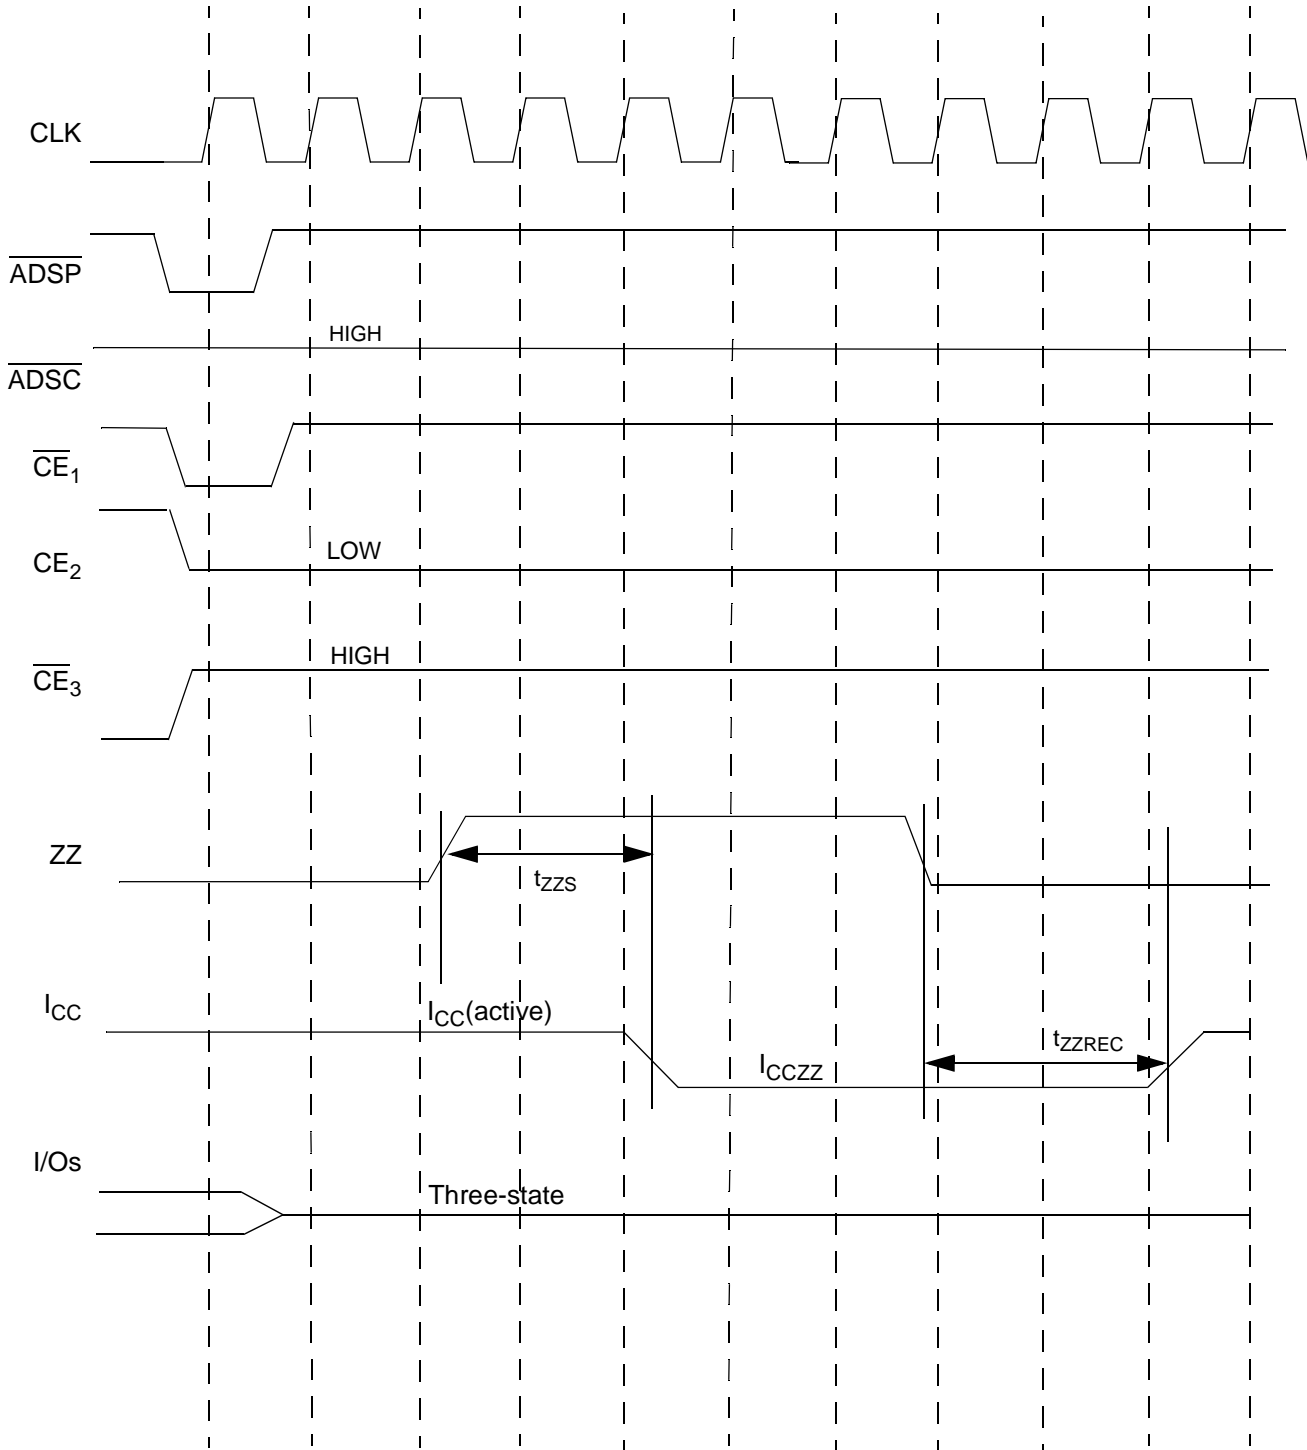 CLK
ADSP
HIGH
ADSC
CE1
LOW
CE2
HIGH
CE3
ZZ
tZZS
ICC
ICC(active)
tZZREC
ICCZZ
I/Os
Three-state